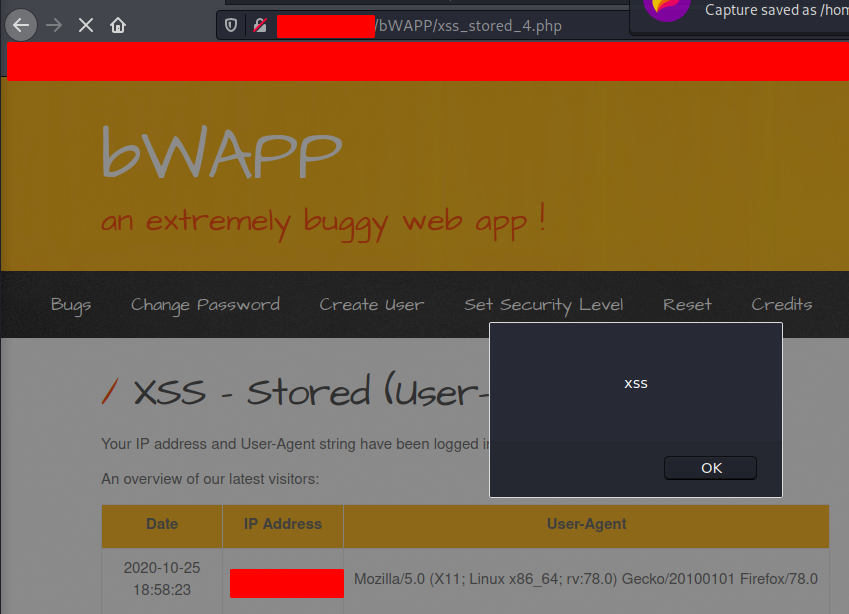 Capture saved as /hom
/bWAPP/xss_stored_4.php
bWAPP
an extremely buggy web app !
Bugs Change Password Create User Set Security Level Reset Credits
/ XSS - Stored (User-
xss
Your IP address and User-Agent string have been logged i
OK
An overview of our latest visitors:
Date IP Address User-Agent
2020-10-25
18:58:23
Mozilla/5.0 (X11; Linux x86_64; rv:78.0) Gecko/20100101 Firefox/78.0